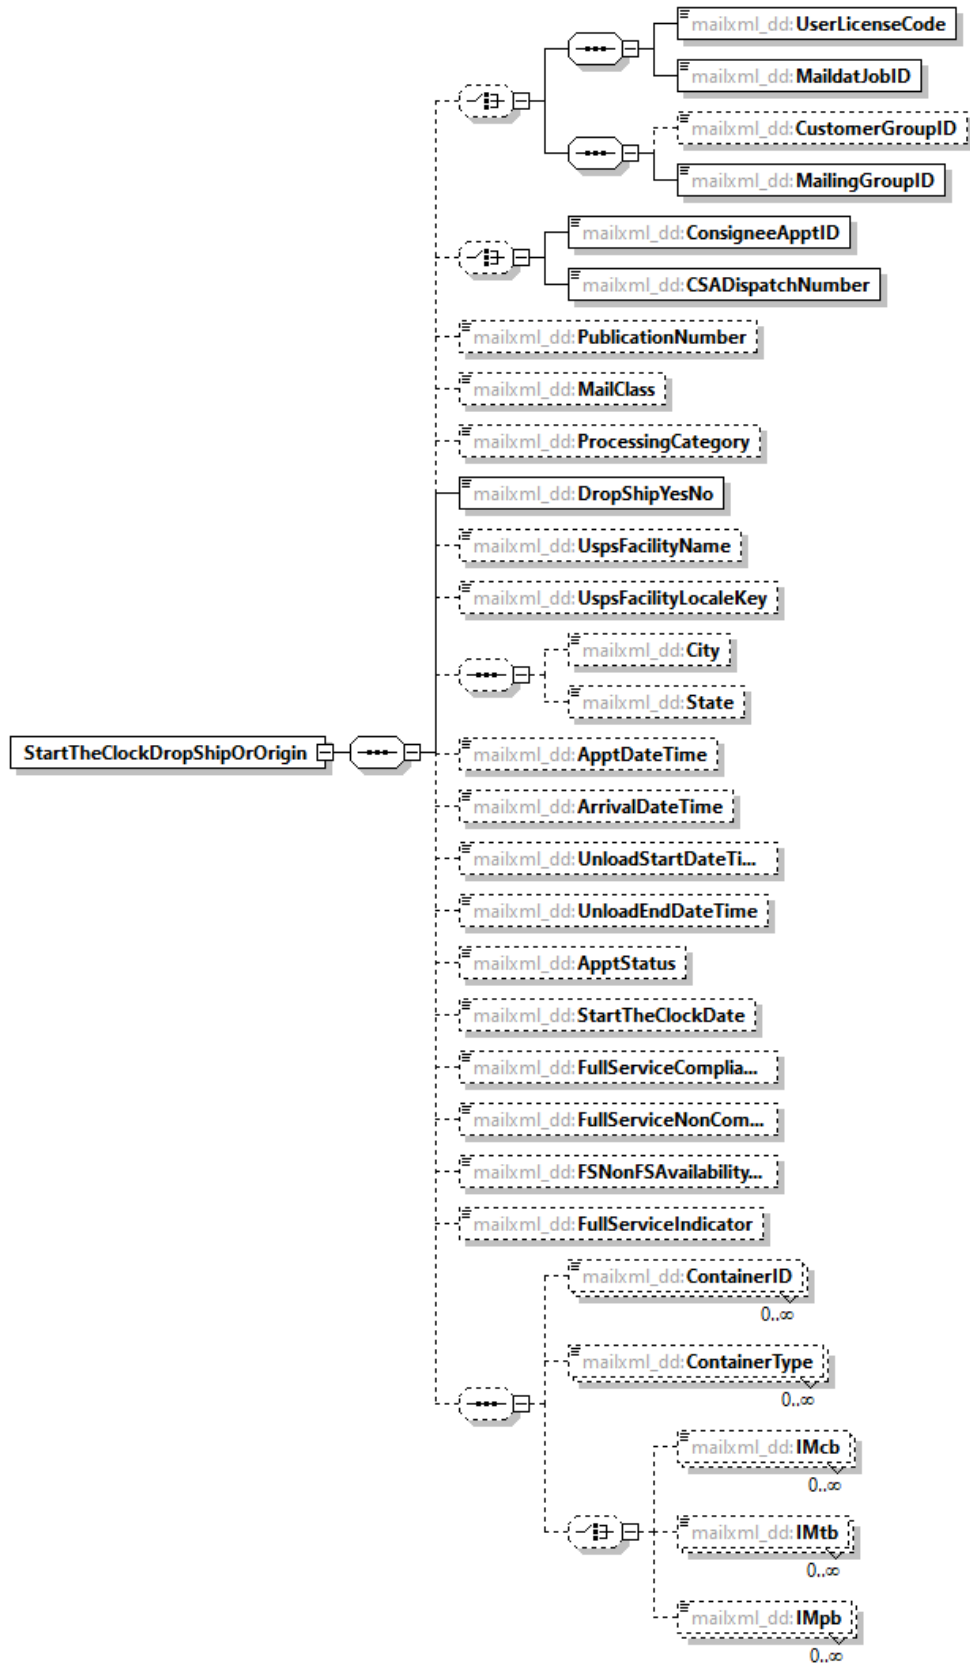 mailxml_dd:UserLicenseCode
mailxml_dd:MaildatJobID
mailxml_dd:CustomerGroupID
mailxml_dd:MailingGroupID
mailxml_dd:ConsigneeApptID
mailxml_dd:CSADispatchNumber
mailxml_dd:PublicationNumber
mailxml_dd:MailClass
mailxml_dd:ProcessingCategory
mailxml_dd:DropShipYesNo
mailxml_dd:UspsFacilityName
mailxml_dd:UspsFacilityLocaleKey
mailxml_dd:City
mailxml_dd:State
StartTheClockDropShipOrOrigin
mailxml_dd:ApptDateTime
mailxml_dd:ArrivalDateTime
mailxml_dd:UnloadStartDateTi...
mailxml_dd:UnloadEndDateTime
mailxml_dd:ApptStatus
mailxml_dd:StartTheClockDate
mailxml_dd:FullServiceComplia...
mailxml_dd:FullServiceNonCom...
mailxml_dd:FSNonFSAvailability...
mailxml_dd:FullServiceIndicator
mailxml_dd:ContainerID
0..∞
mailxml_dd:ContainerType
0..∞
mailxml_dd:IMcb
0..∞
mailxml_dd:IMtb
0..∞
mailxml_dd:IMpb
0..∞